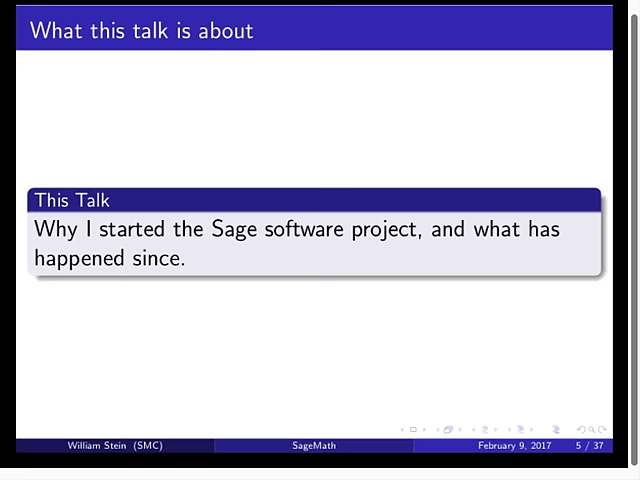 What this talk is about
This Talk
Why I started the Sage software project, and what has
happened since.
William Stein (SMC)
SageMath
February 9, 2017
5 / 37